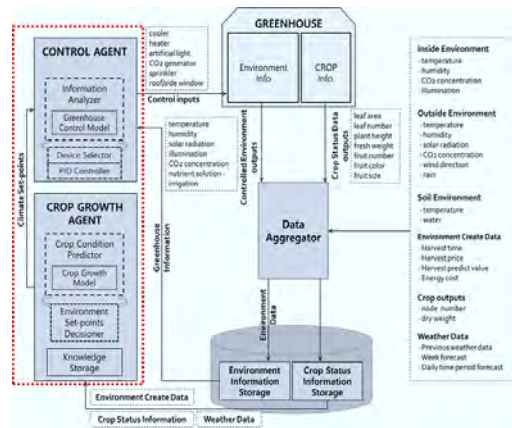 CONTROL AGENT
Information
Analyzer
Greenhouse
Control Model
Device Selector
PYD Controller
Climate Set-points
CROP GROWTH
AGENT
Crop Condition
Predictor
Crop Growth
Model
Environment
Set-points
Decisioner
Knowledge
Storage
cooler
heater
artificial light
CO2 generator
sprinkler
roof/side window
Control inputs
GREENHOUSE
Environment
Info
CROP
Info.
temperature
humidity
solar radiation
illumination
CO2 concentration
nutrient solution -
irrigation
Controlled Environment
outputs
Crop Status Data
outputs
leaf area
leaf number
plant height
fresh weight
fruit number
fruit color
fruit size
Greenhouse
Information
Data
Aggregator
Environment
Data
Environment
Information
Storage
Crop Status
Information
Storage
Environment Create Data
Crop Status Information
Weather Data
Inside Environment
- temperature
- humidity
- CO2 concentration
- illumination
Outside Environment
- temperature
- humidity
- solar radiation
- CO2 concentration
- wind direction
- rain
Soil Environment
- temperature
- water
Environment Create Data
- Harvest time
- Harvest price
- Harvest predict value
- Energy cost
Crop outputs
- node number
- dry weight
Weather Data
- Previous weather data
- Week forecast
- Daily time period forecast